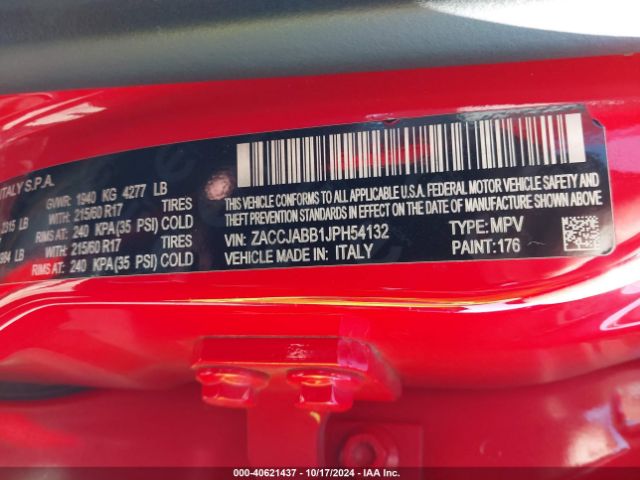 ITALY S.P.A.
GVWR: 1940 KG 4277 LB
2315 LB WITH: 215/60 R17 TIRES
RIMS AT: 240 KPA(35 PSI) COLD
WITH: 215/60 R17 TIRES
RIMS AT: 240 KPA(35 PSI) COLD
THIS VEHICLE CONFORMS TO ALL APPLICABLE U.S.A. FEDERAL MOTOR VEHICLE SAFETY,
BUMPER, AND THEFT PREVENTION STANDARDS IN EFFECT ON THE DATE OF
MANUFACTURE SHOWN ABOVE.
VIN: ZACCJABB1JPH54132 TYPE: MPV
VEHICLE MADE IN: ITALY PAINT: 176
000-40621437 - 10/17/2024 - IAA Inc.